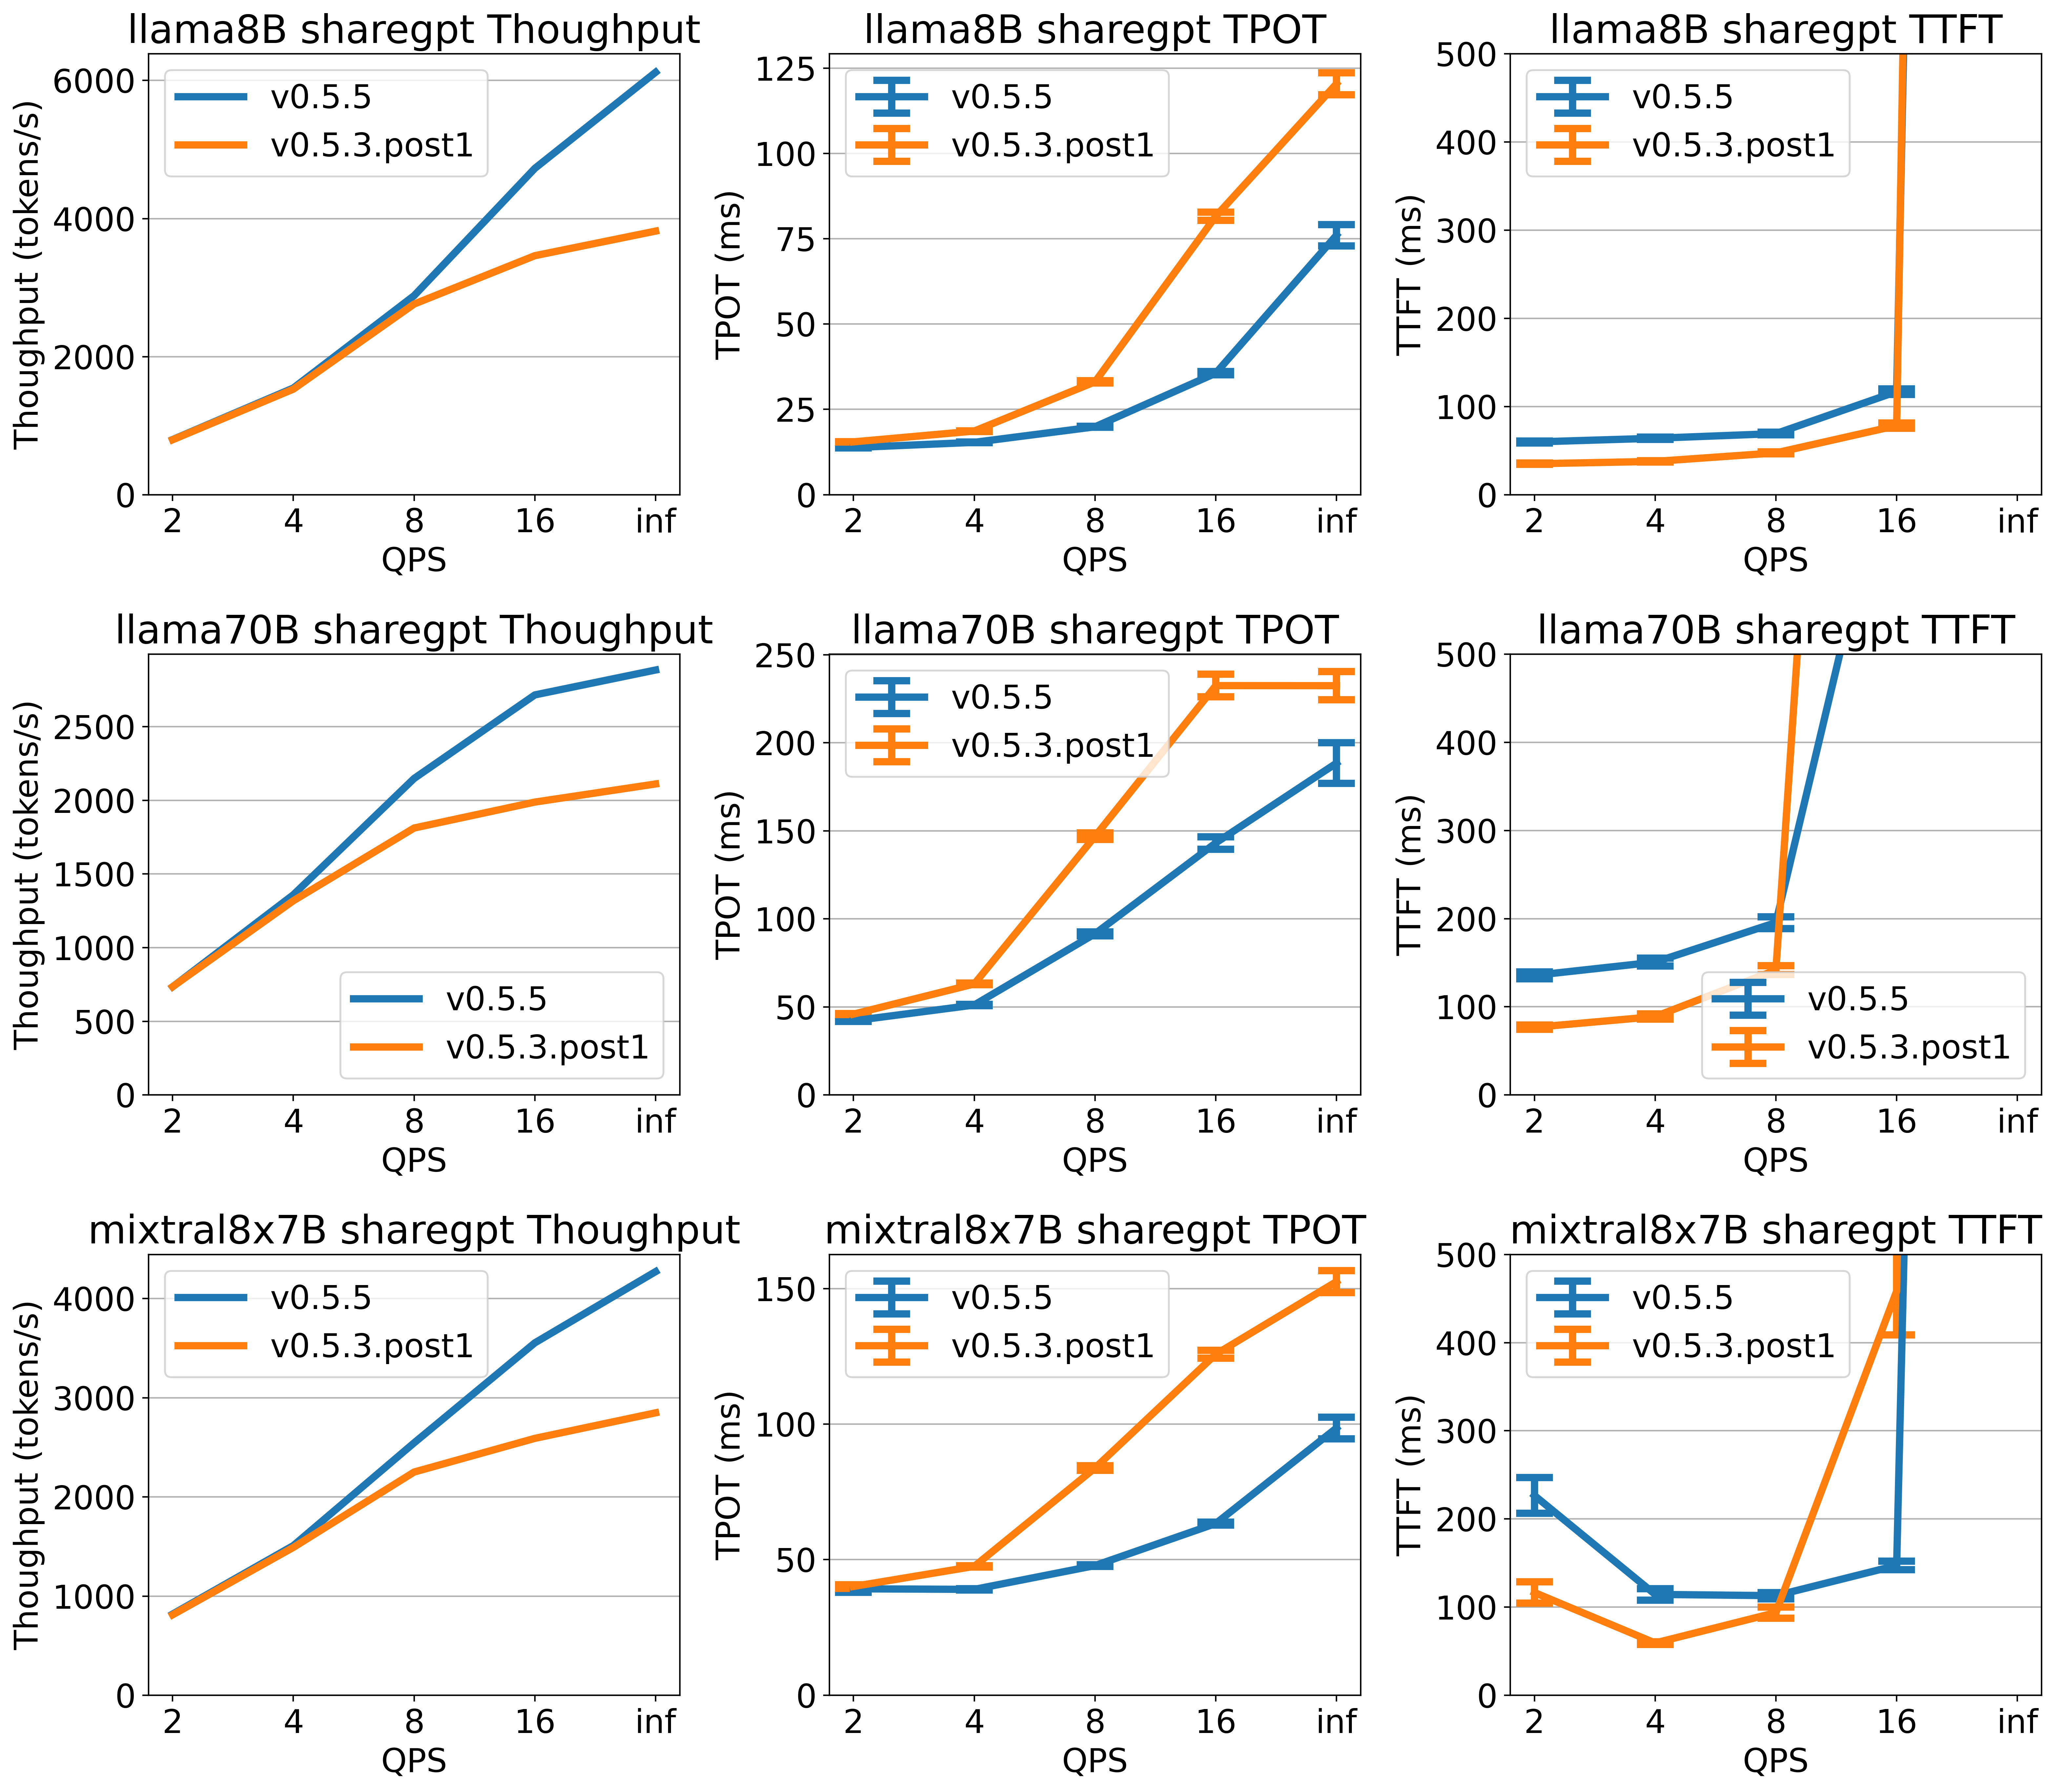 llama8B sharegpt Thoughput
Thoughput (tokens/s)
6000
4000
2000
0
v0.5.5
v0.5.3.post1
2 4 8 16 inf
QPS
llama8B sharegpt TPOT
TPOT (ms)
125
100
75
50
25
0
v0.5.5
v0.5.3.post1
2 4 8 16 inf
QPS
llama8B sharegpt TTFT
TTFT (ms)
500
400
300
200
100
0
v0.5.5
v0.5.3.post1
2 4 8 16 inf
QPS
llama70B sharegpt Thoughput
Thoughput (tokens/s)
2500
2000
1500
1000
500
0
v0.5.5
v0.5.3.post1
2 4 8 16 inf
QPS
llama70B sharegpt TPOT
TPOT (ms)
250
200
150
100
50
0
v0.5.5
v0.5.3.post1
2 4 8 16 inf
QPS
llama70B sharegpt TTFT
TTFT (ms)
500
400
300
200
100
0
v0.5.5
v0.5.3.post1
2 4 8 16 inf
QPS
mixtral8x7B sharegpt Thoughput
Thoughput (tokens/s)
4000
3000
2000
1000
0
v0.5.5
v0.5.3.post1
2 4 8 16 inf
QPS
mixtral8x7B sharegpt TPOT
TPOT (ms)
150
100
50
0
v0.5.5
v0.5.3.post1
2 4 8 16 inf
QPS
mixtral8x7B sharegpt TTFT
TTFT (ms)
500
400
300
200
100
0
v0.5.5
v0.5.3.post1
2 4 8 16 inf
QPS